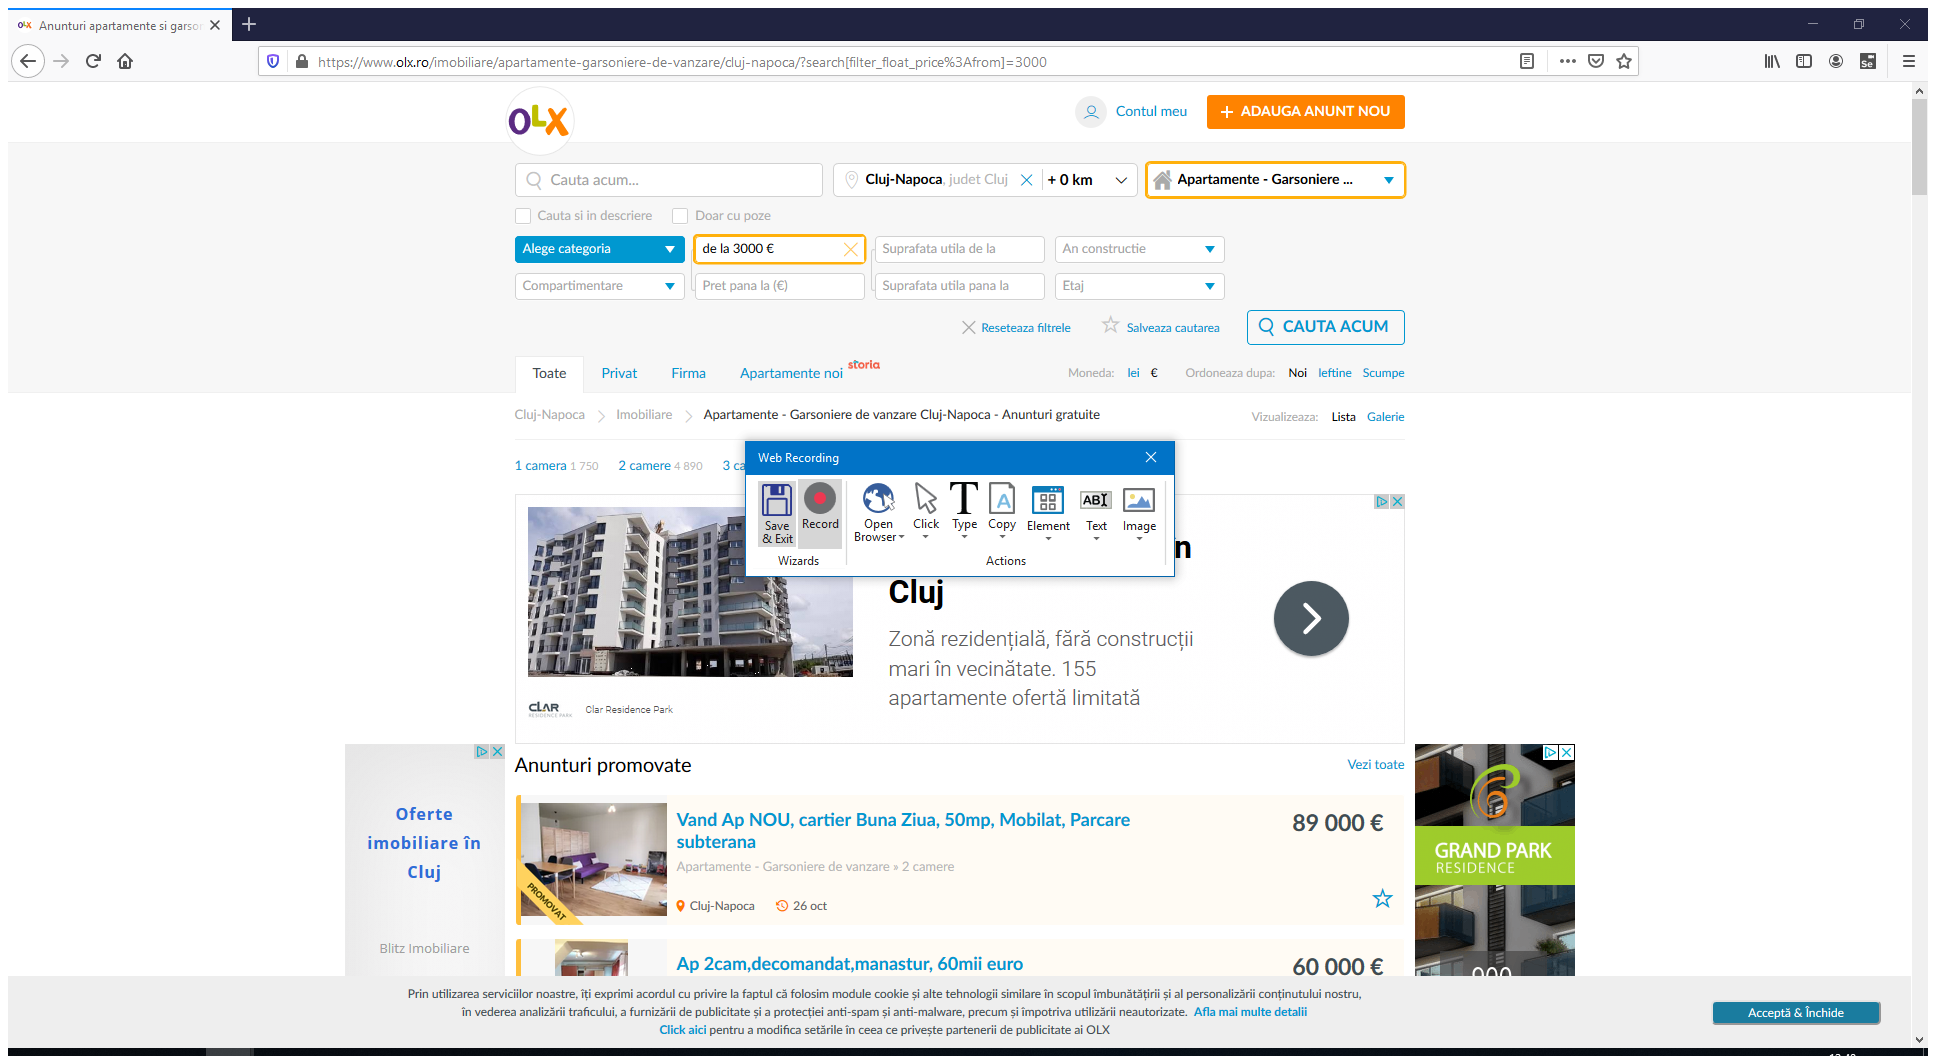 OLX Anunturi apartamente si garson
https://www.olx.ro/imobiliare/apartamente-garsoniere-de-vanzare/cluj-napoca/?search[filter_float_price%3Afrom]=3000
Se
OLX
Contul meu
+ ADAUGA ANUNT NOU
Cauta acum...
Cluj-Napoca, judet Cluj
+ 0 km
Apartamente - Garsoniere ...
Cauta si in descriere
Doar cu poze
Alege categoria
de la 3000 €
Suprafata utila de la
An constructie
Compartimentare
Pret pana la (€)
Suprafata utila pana la
Etaj
Reseteaza filtrele
Salveaza cautarea
CAUTA ACUM
Toate
Privat
Firma
Apartamente noi storia
Moneda: lei €
Ordoneaza dupa: Noi Ieftine Scumpe
Cluj-Napoca
Imobiliare
Apartamente - Garsoniere de vanzare Cluj-Napoca - Anunturi gratuite
Vizualizeaza: Lista Galerie
1 camera 1 750
2 camere 4 890
3 ca
Web Recording
Save & Exit
Record
Open Browser
Click
Type
Copy
Element
Text
Image
Wizards
Actions
n
Cluj
Zonă rezidențială, fără construcții
mari în vecinătate. 155
apartamente ofertă limitată
CLAR
RESIDENCE PARK
Clar Residence Park
Anunturi promovate
Vezi toate
Oferte
imobiliare în
Cluj
Blitz Imobiliare
Vand Ap NOU, cartier Buna Ziua, 50mp, Mobilat, Parcare
subterana
89 000 €
Apartamente - Garsoniere de vanzare » 2 camere
PROMOVAT
Cluj-Napoca
26 oct
Ap 2cam,decomandat,manastur, 60mii euro
60 000 €
GRAND PARK
RESIDENCE
Prin utilizarea serviciilor noastre, îți exprimi acordul cu privire la faptul că folosim module cookie și alte tehnologii similare în scopul îmbunătățirii și al personalizării conținutului nostru,
în vederea analizării traficului, a furnizării de publicitate și a protecției anti-spam și anti-malware, precum și împotriva utilizării neautorizate. Afla mai multe detalii
Click aici pentru a modifica setările în ceea ce privește partenerii de publicitate ai OLX
Acceptă & Închide